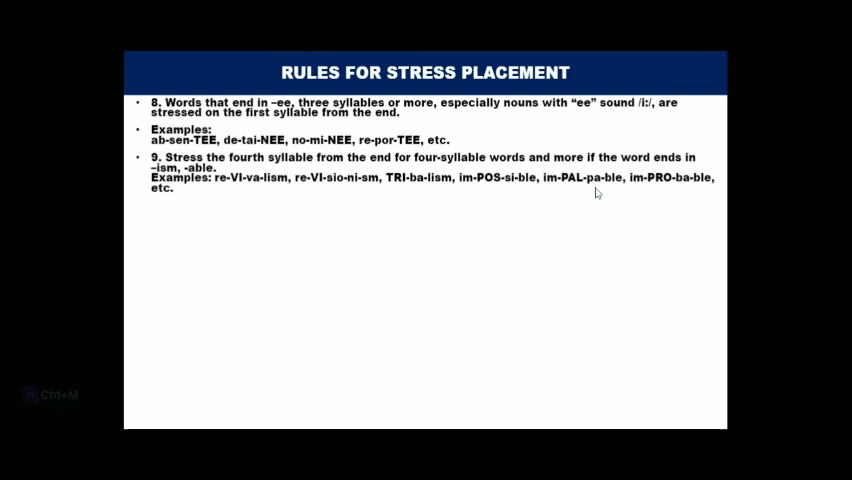 RULES FOR STRESS PLACEMENT
• 8. Words that end in –ee, three syllables or more, especially nouns with “ee” sound /i:/, are
stressed on the first syllable from the end.
• Examples:
ab-sen-TEE, de-tai-NEE, no-mi-NEE, re-por-TEE, etc.
• 9. Stress the fourth syllable from the end for four-syllable words and more if the word ends in
–ism, -able.
Examples: re-VI-va-lism, re-VI-sio-ni-sm, TRI-ba-lism, im-POS-si-ble, im-PAL-pa-ble, im-PRO-ba-ble,
etc.
Ctrl+M